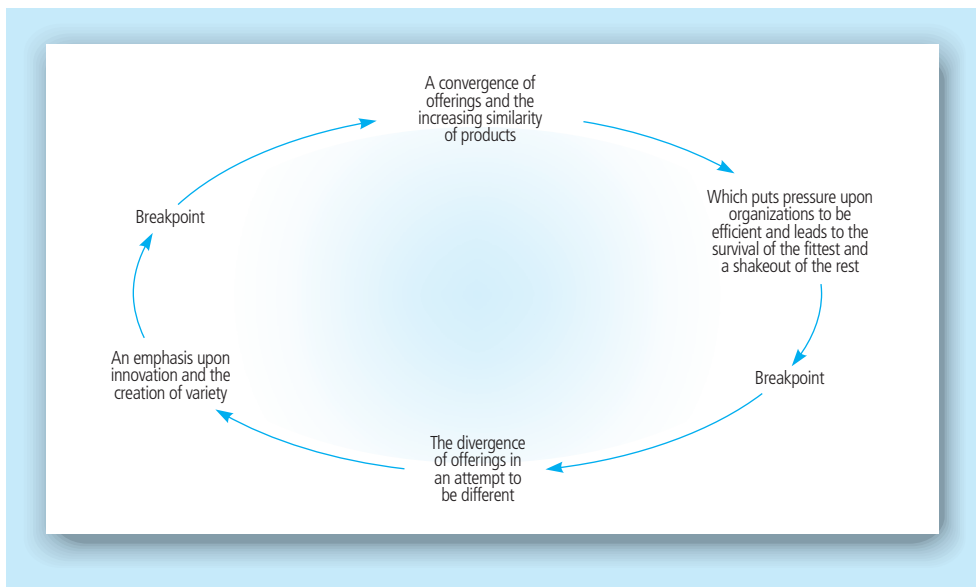 A convergence of
offerings and the
increasing similarity
of products
Which puts pressure upon
organizations to be
efficient and leads to the
survival of the fittest and
a shakeout of the rest
Breakpoint
The divergence
of offerings in
an attempt to
be different
An emphasis upon
innovation and the
creation of variety
Breakpoint